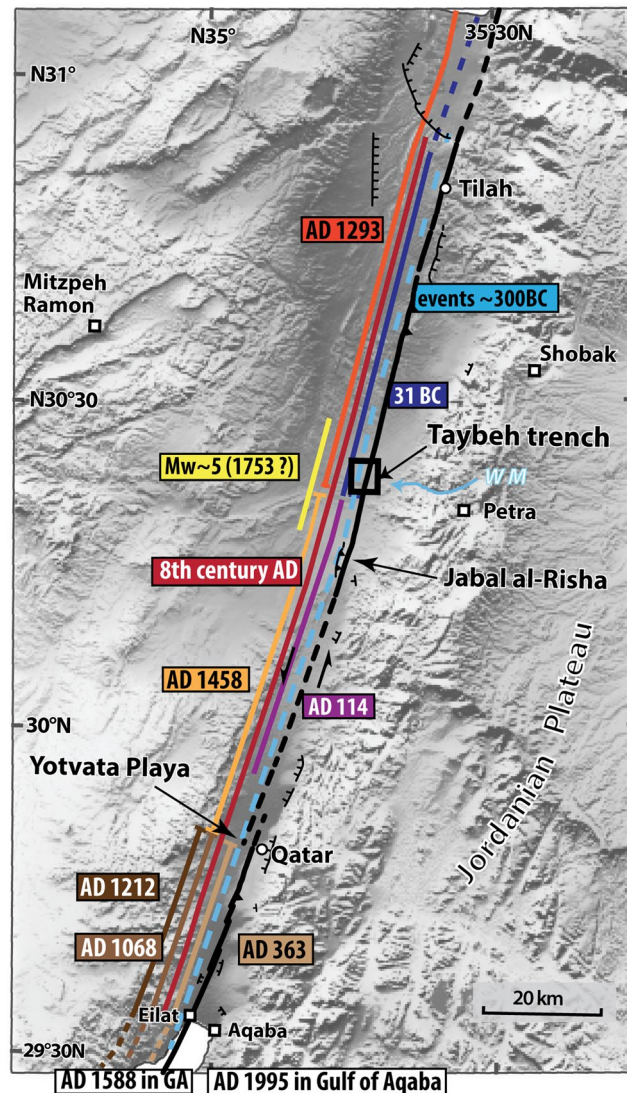 N35°
35°30N
N31°
Tilah
AD 1293
Mitzpeh
Ramon
events ~300BC
Shobak
N30°30
31 BC
Taybeh trench
Mw~5 (1753 ?)
W M
Petra
8th century AD
Jabal al-Risha
AD 1458
AD 114
30°N
Jordanian Plateau
Yotvata Playa
Qatar
AD 1212
AD 1068
AD 363
20 km
Eilat
Aqaba
29°30N
AD 1588 in GA
AD 1995 in Gulf of Aqaba